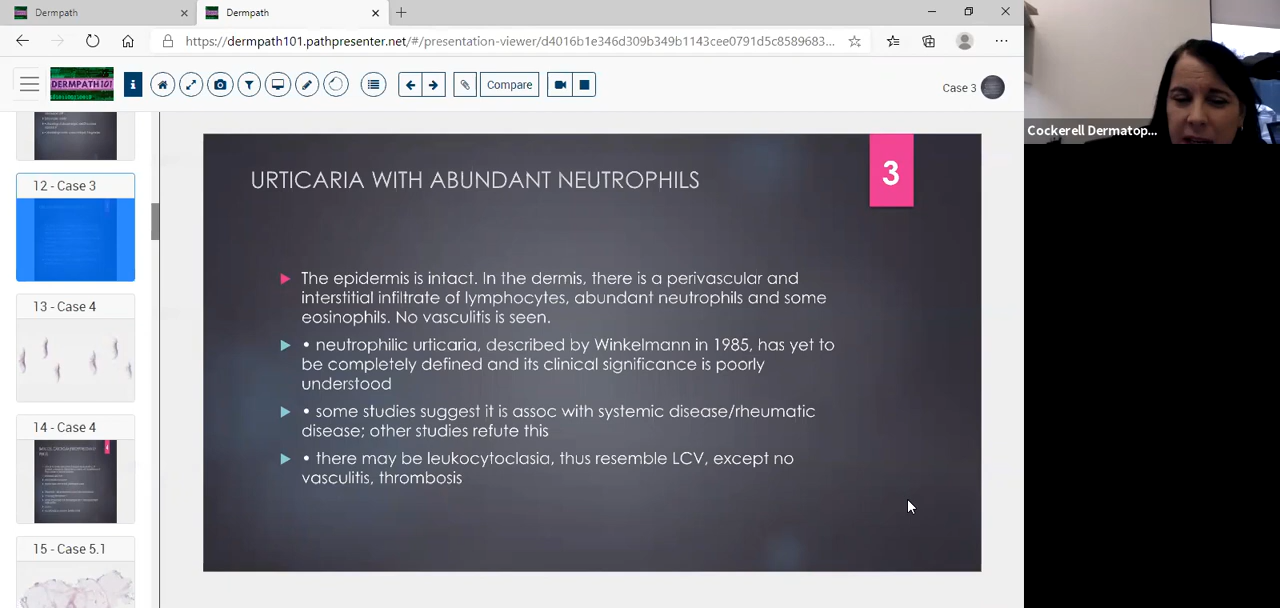 Dermpath
Dermpath
https://dermpath101.pathpresenter.net/#/presentation-viewer/d4016b1e346d309b349b1143cee0791d5c8589683...
DERMPATH 101
i
Compare
Case 3
12 - Case 3
13 - Case 4
14 - Case 4
15 - Case 5.1
3
URTICARIA WITH ABUNDANT NEUTROPHILS
The epidermis is intact. In the dermis, there is a perivascular and
interstitial infiltrate of lymphocytes, abundant neutrophils and some
eosinophils. No vasculitis is seen.
• neutrophilic urticaria, described by Winkelmann in 1985, has yet to
be completely defined and its clinical significance is poorly
understood
• some studies suggest it is assoc with systemic disease/rheumatic
disease; other studies refute this
• there may be leukocytoclasia, thus resemble LCV, except no
vasculitis, thrombosis
Cockerell Dermatop...